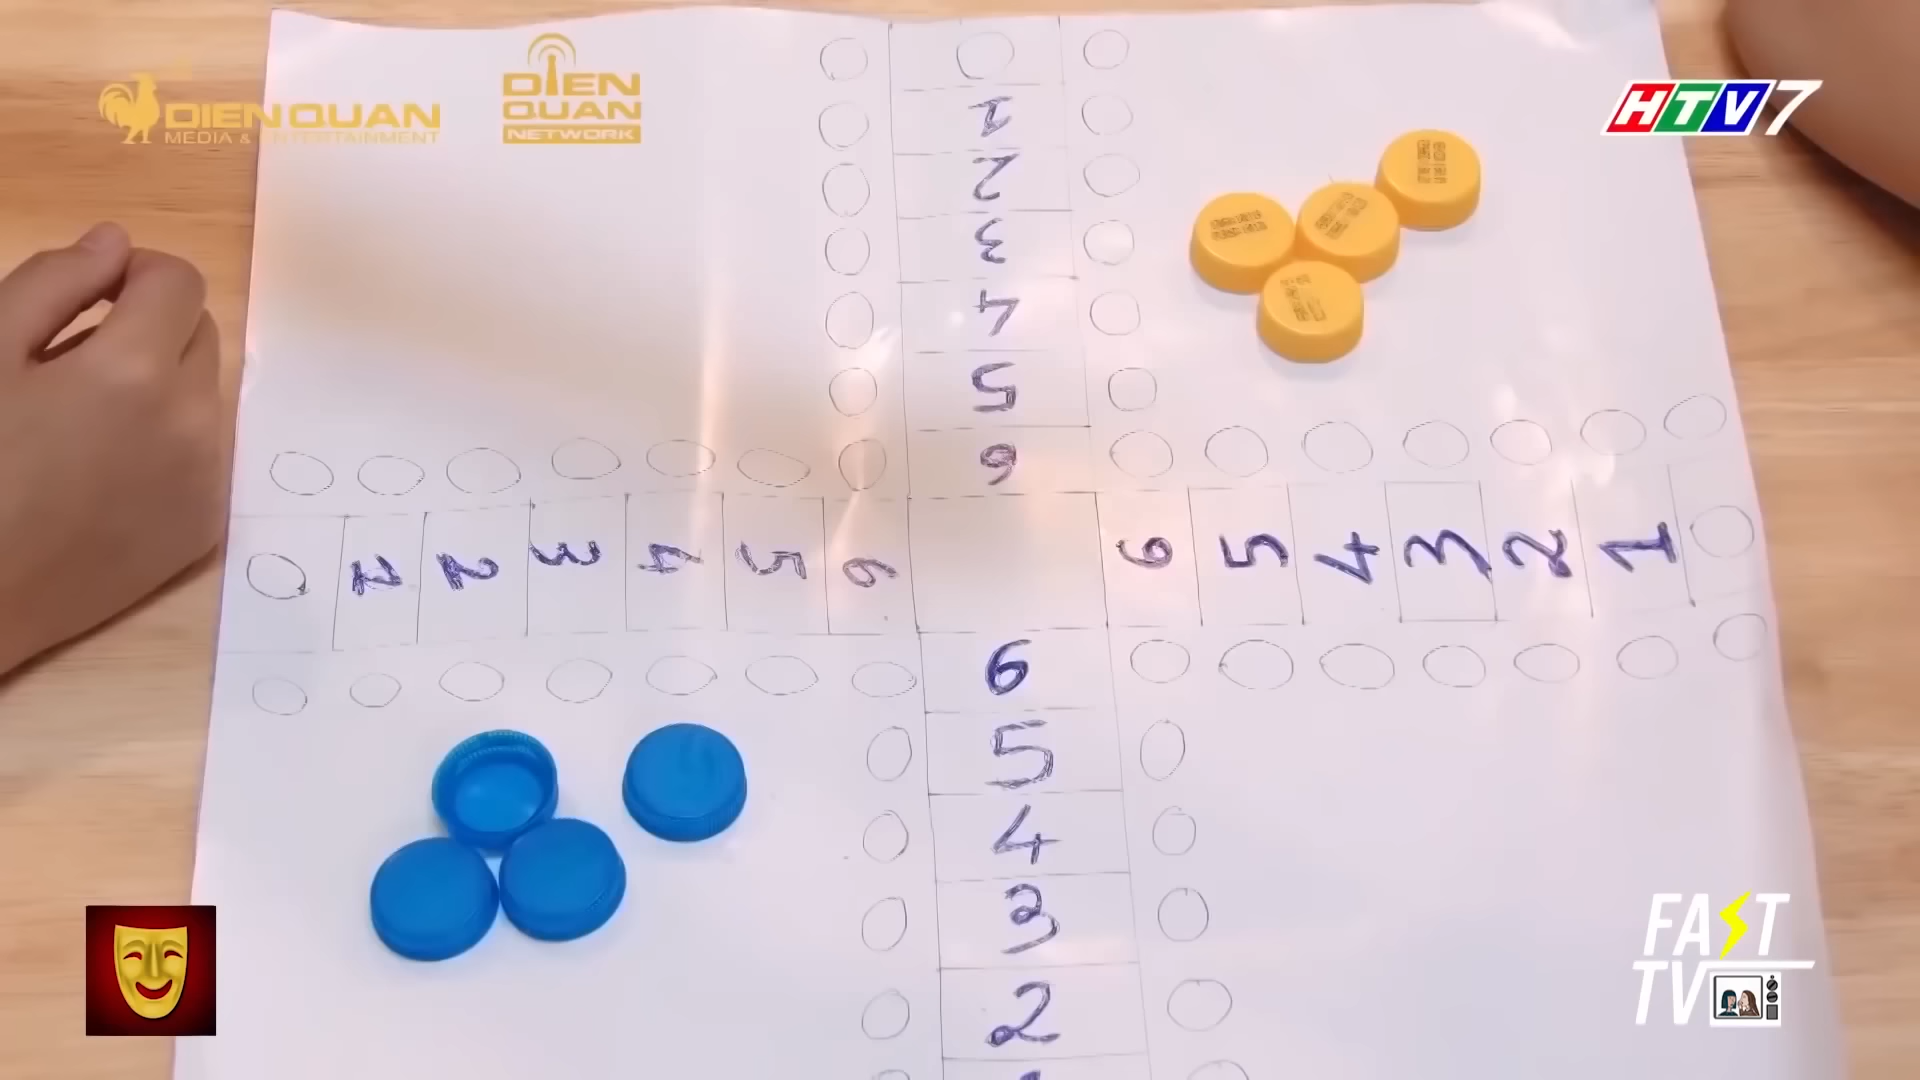 DIEN QUAN
MEDIA & ENTERTAINMENT
DIEN
QUAN
NETWORK
HTV7
1
2
3
4
5
6
1 2 3 4 5 6
6 5 4 3 2 1
6
5
4
3
2
FAST
TV